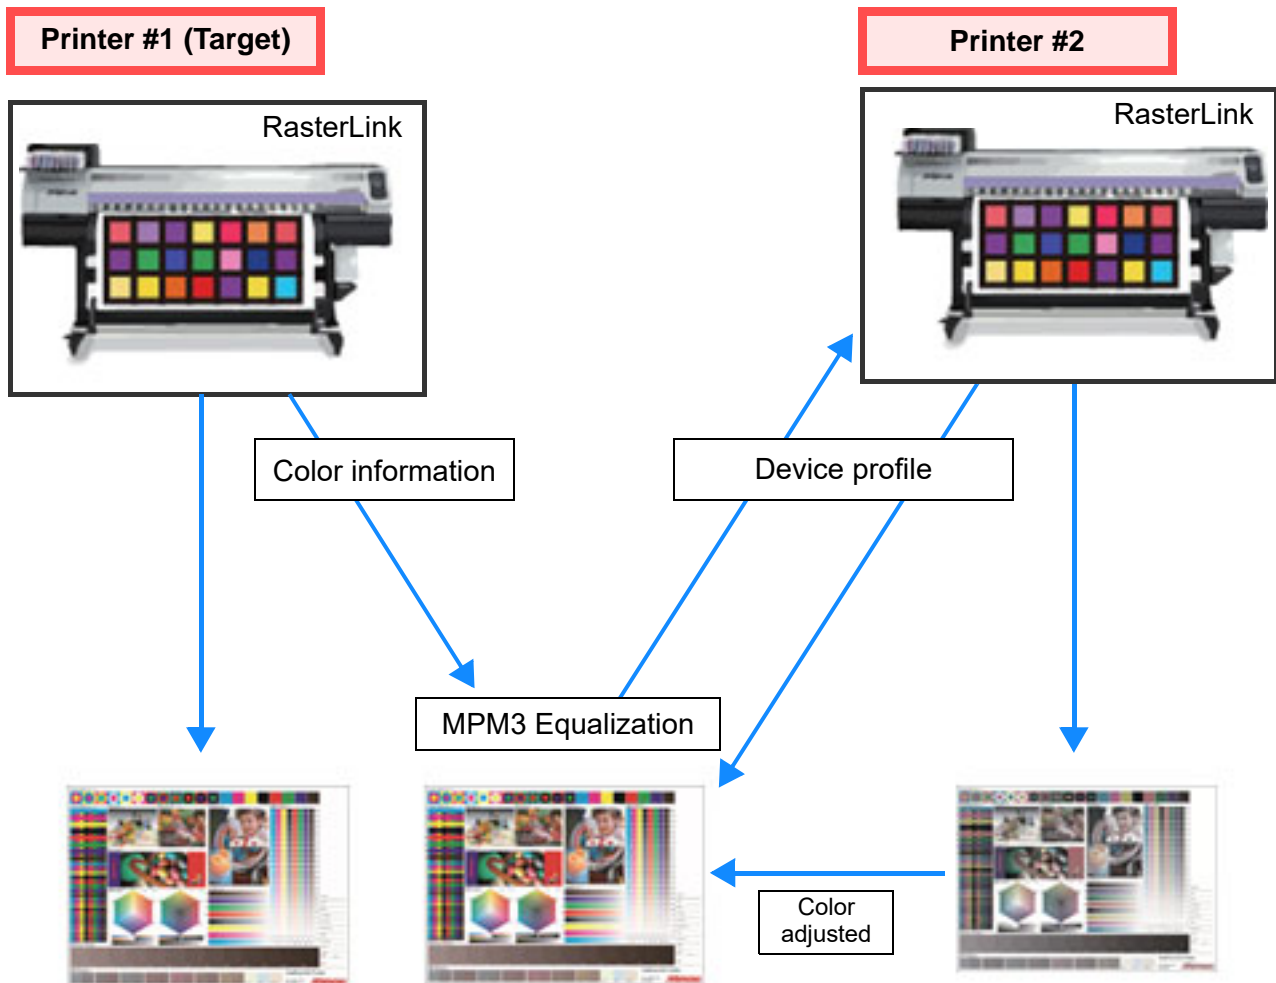 Printer #1 (Target)
Printer #2
RasterLink
RasterLink
Color information
Device profile
MPM3 Equalization
Color
adjusted